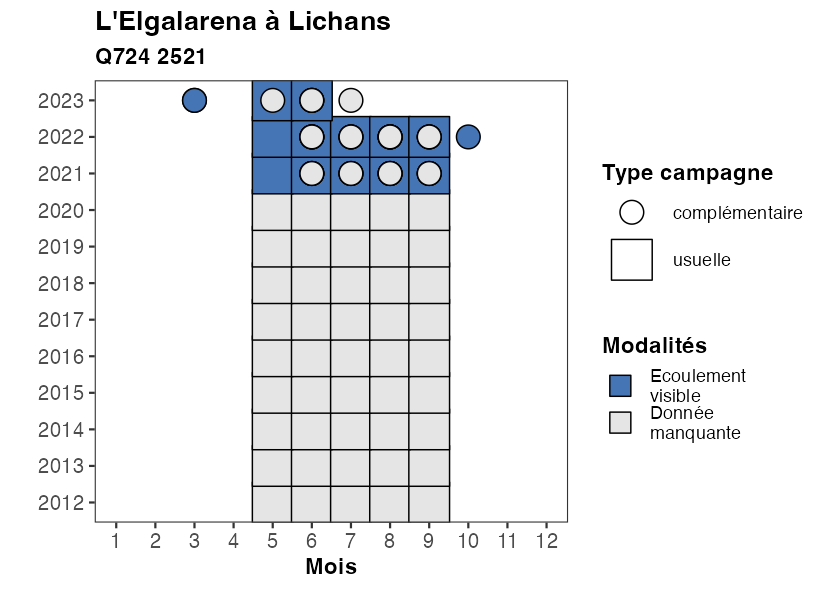 L'Elgalarena à Lichans
Q724 2521
2023
2022
2021
2020
2019
2018
2017
2016
2015
2014
2013
2012
1 2 3 4 5 6 7 8 9 10 11 12
Mois
Type campagne
complémentaire
usuelle
Modalités
Ecoulement
visible
Donnée
manquante